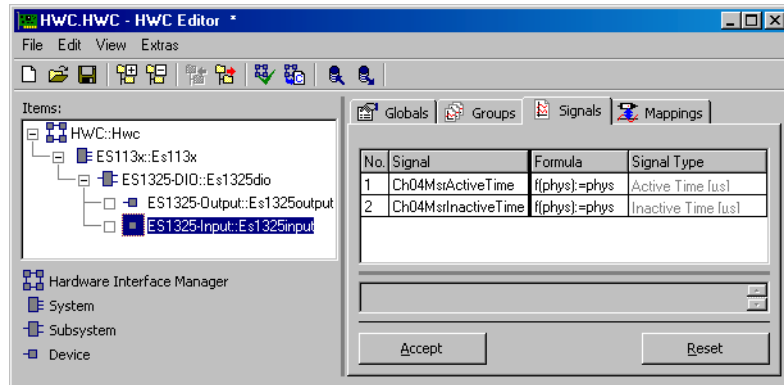 HWC.HWC - HWC Editor *
File Edit View Extras
Items:
HWC::Hwc
ES113x::Es113x
ES1325-DIO::Es1325dio
ES1325-Output::Es1325output
ES1325-Input::Es1325input
Hardware Interface Manager
System
Subsystem
Device
Globals Groups Signals Mappings
No. Signal Formula Signal Type
1 Ch04MsrActiveTime f(phys):=phys Active Time [us]
2 Ch04MsrInactiveTime f(phys):=phys Inactive Time [us]
Accept Reset